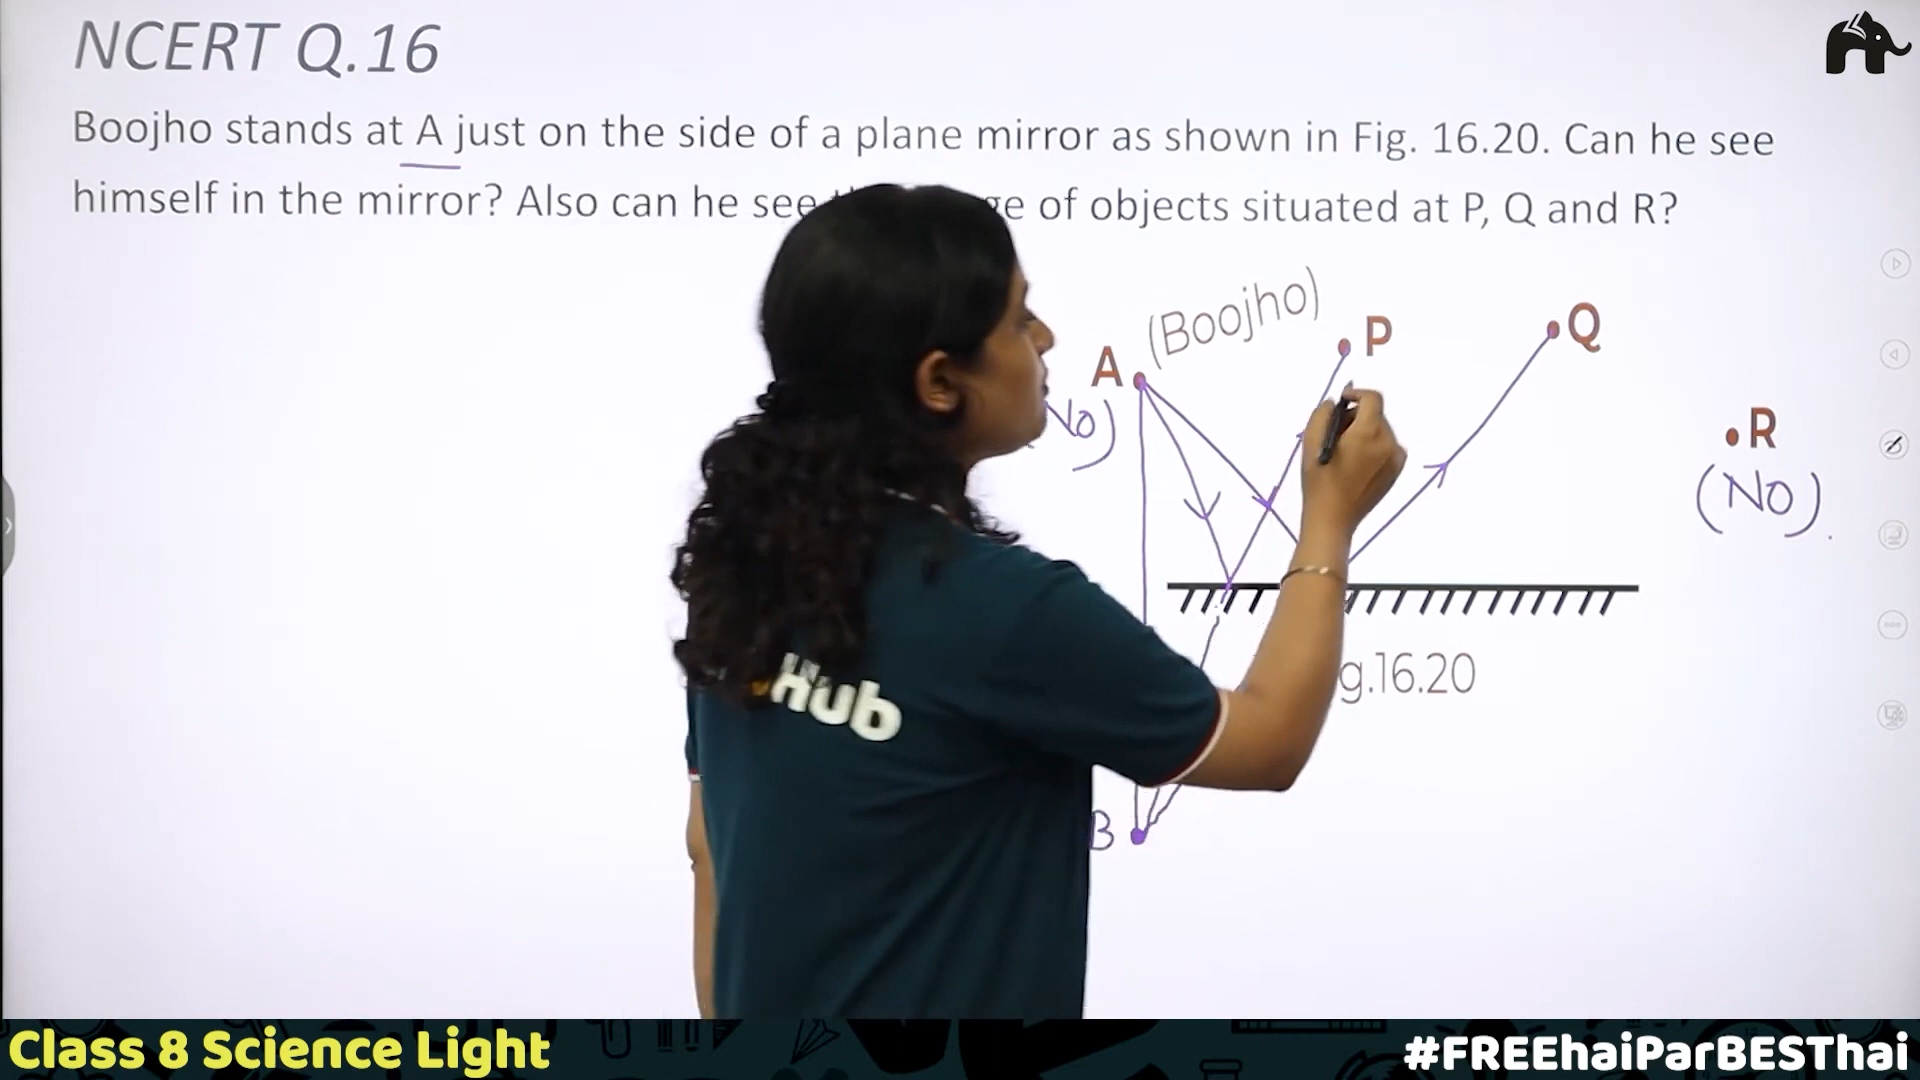 NCERT Q.16
Boojho stands at A just on the side of a plane mirror as shown in Fig. 16.20. Can he see
himself in the mirror? Also can he see of objects situated at P, Q and R?
(Boojho)
P
Q
A
R
(NO).
g.16.20
B
Hub
Class 8 Science Light
#FREEhaiParBESThai